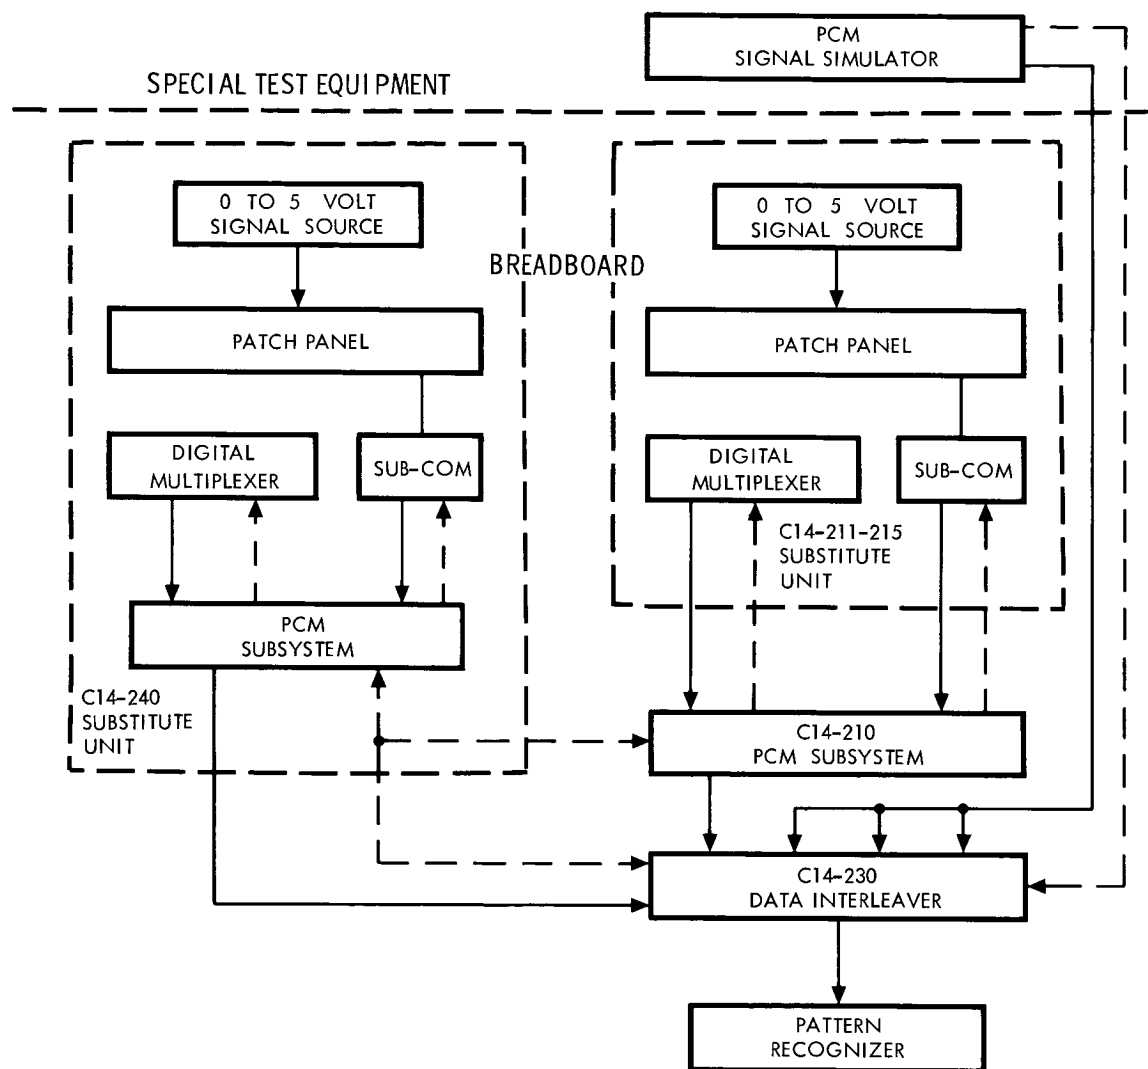 PCM
SIGNAL SIMULATOR
SPECIAL TEST EQUIPMENT
0 TO 5 VOLT
SIGNAL SOURCE
0 TO 5 VOLT
SIGNAL SOURCE
BREADBOARD
PATCH PANEL
PATCH PANEL
DIGITAL
MULTIPLEXER
SUB-COM
DIGITAL
MULTIPLEXER
SUB-COM
C14-211-215
SUBSTITUTE
UNIT
PCM
SUBSYSTEM
C14-240
SUBSTITUTE
UNIT
C14-210
PCM SUBSYSTEM
C14-230
DATA INTERLEAVER
PATTERN
RECOGNIZER